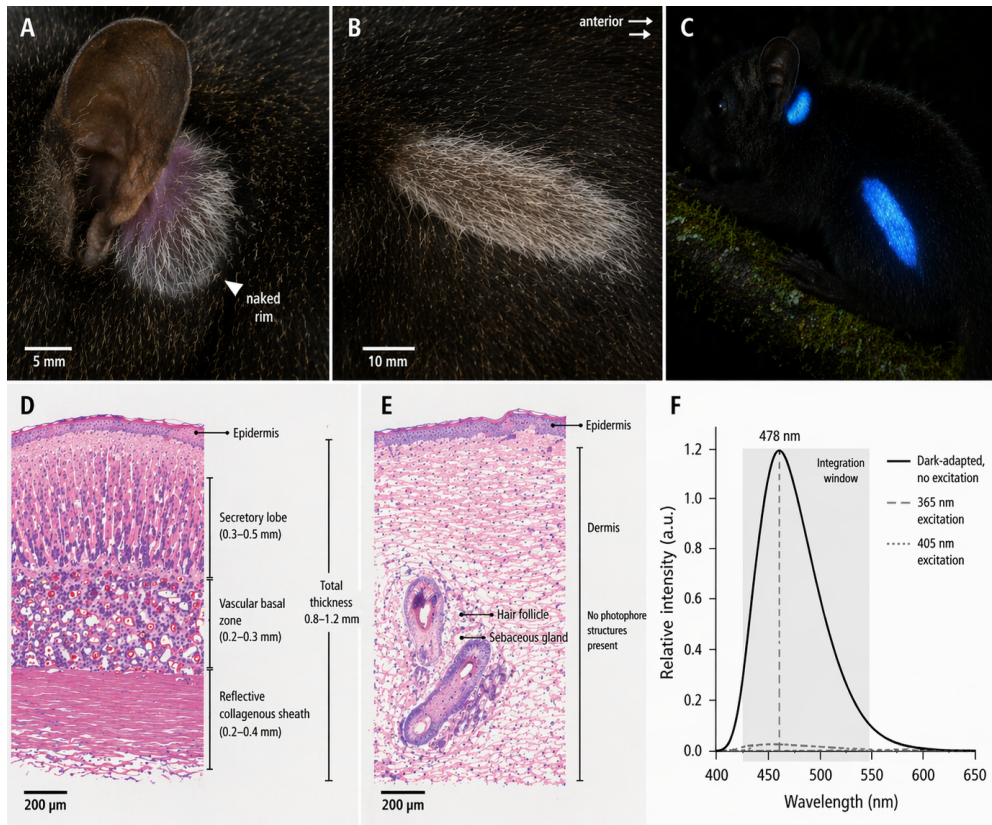 A
naked
rim
5 mm
B
anterior
10 mm
C
D
Epidermis
Secretory lobe
(0.3–0.5 mm)
Vascular basal
zone
(0.2–0.3 mm)
Reflective
collagenous sheath
(0.2–0.4 mm)
Total
thickness
0.8–1.2 mm
200 µm
E
Epidermis
Dermis
Hair follicle
Sebaceous gland
No photophore
structures
present
200 µm
F
478 nm
Integration
window
Dark-adapted,
no excitation
365 nm
excitation
405 nm
excitation
Relative intensity (a.u.)
1.2
1.0
0.8
0.6
0.4
0.2
0.0
400
450
500
550
600
650
Wavelength (nm)